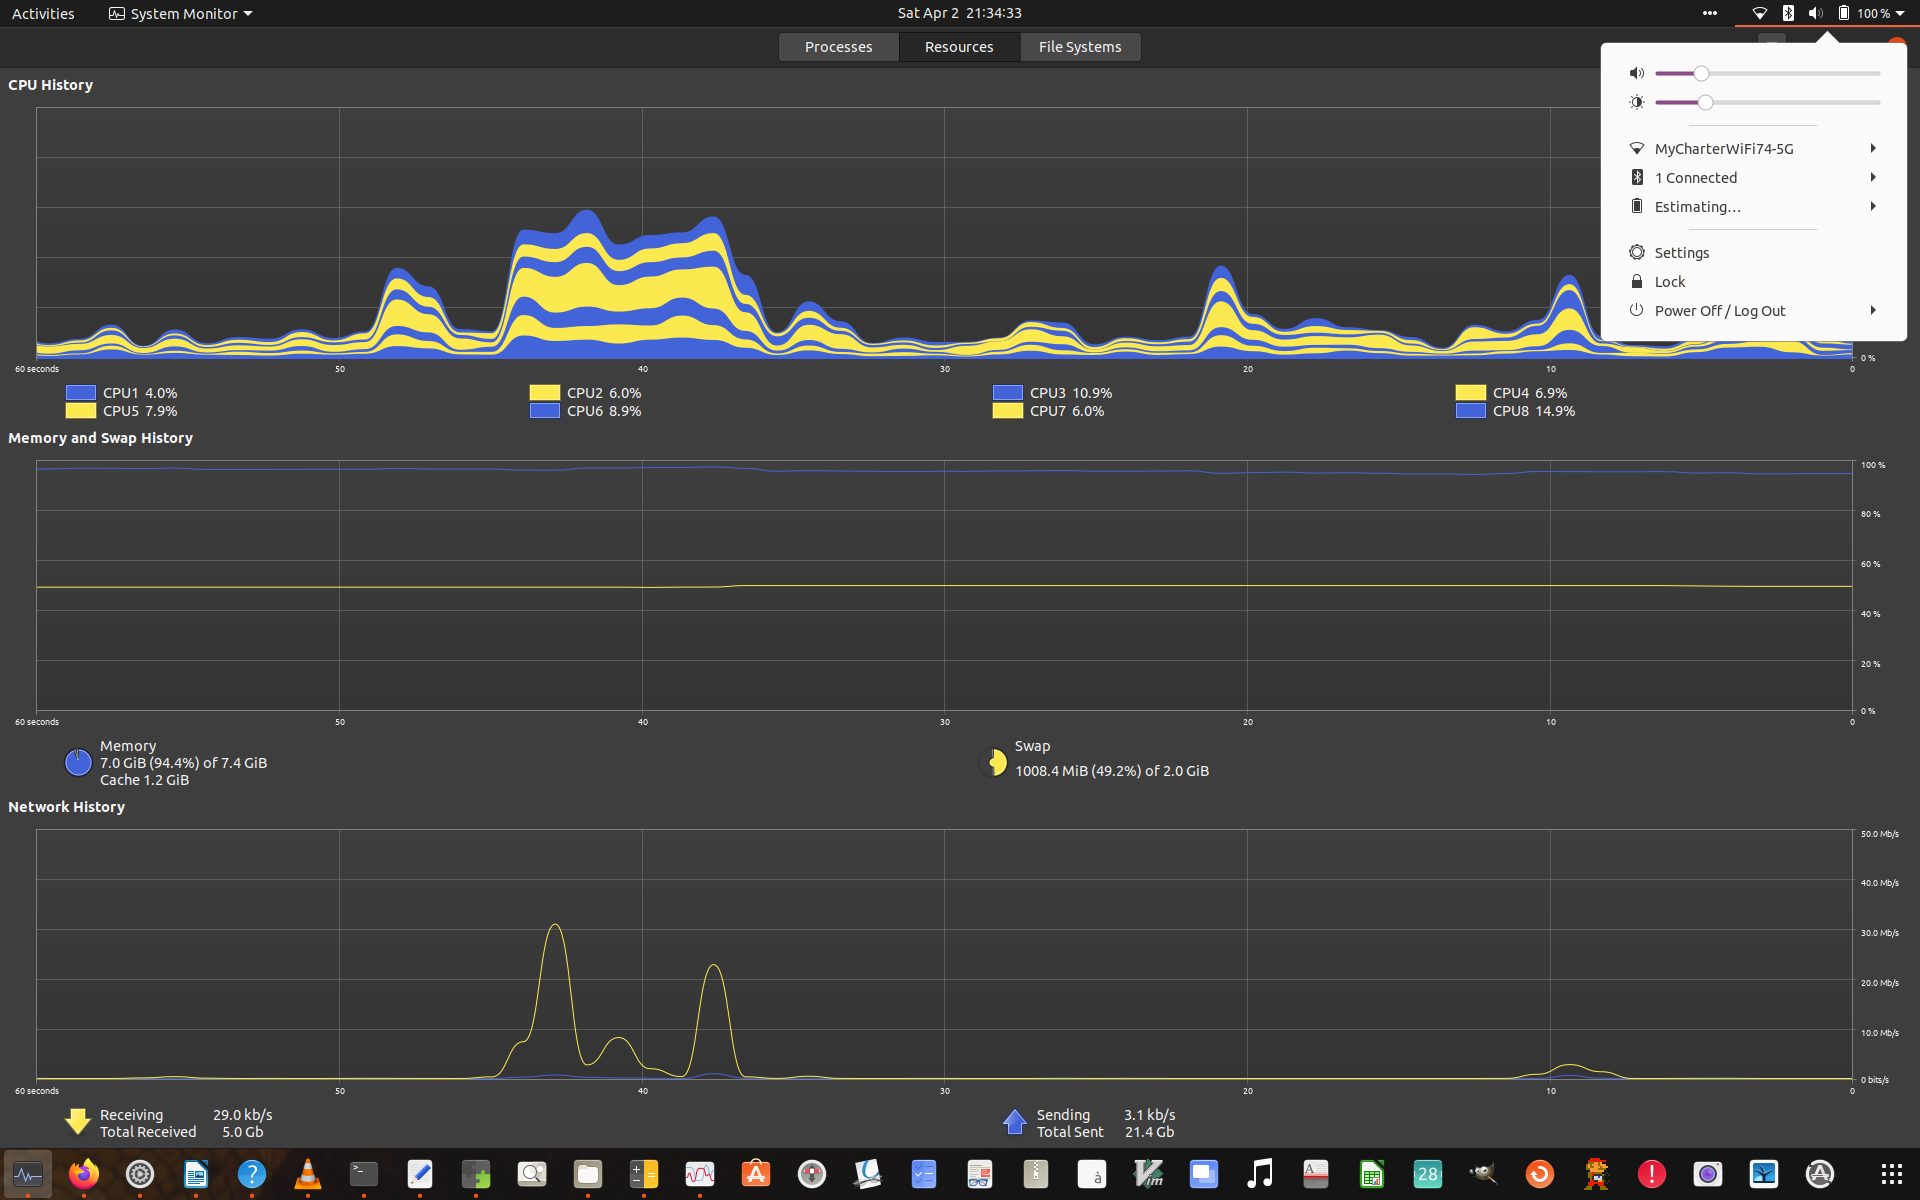 Activities System Monitor Sat Apr 2 21:34:33 100 %
Processes Resources File Systems
CPU History
MyCharterWiFi74-5G
1 Connected
Estimating…
Settings
Lock
Power Off / Log Out
0 %
60 seconds 50 40 30 20 10 0
CPU1 4.0% CPU2 6.0% CPU3 10.9% CPU4 6.9%
CPU5 7.9% CPU6 8.9% CPU7 6.0% CPU8 14.9%
Memory and Swap History
100 %
80 %
60 %
40 %
20 %
0 %
60 seconds 50 40 30 20 10 0
Memory Swap
7.0 GiB (94.4%) of 7.4 GiB 1008.4 MiB (49.2%) of 2.0 GiB
Cache 1.2 GiB
Network History
50.0 Mb/s
40.0 Mb/s
30.0 Mb/s
20.0 Mb/s
10.0 Mb/s
0 bits/s
60 seconds 50 40 30 20 10 0
Receiving 29.0 kb/s Sending 3.1 kb/s
Total Received 5.0 Gb Total Sent 21.4 Gb
? >_ à Vim A 28 !